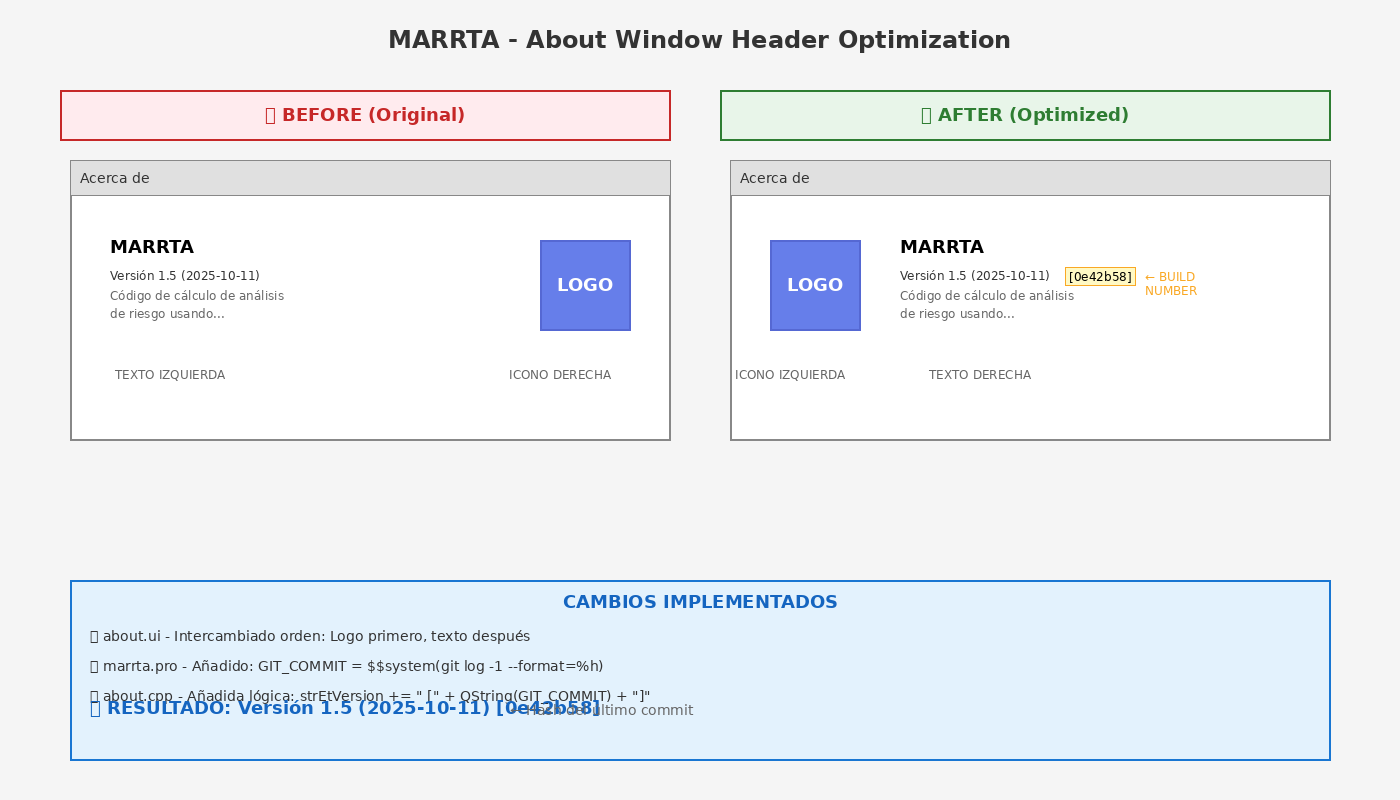 MARRTA - About Window Header Optimization
BEFORE (Original)
AFTER (Optimized)
Acerca de
MARRTA
Versión 1.5 (2025-10-11)
Código de cálculo de análisis
de riesgo usando...
LOGO
TEXTO IZQUIERDA
ICONO DERECHA
Acerca de
LOGO
MARRTA
Versión 1.5 (2025-10-11) [0e42b58]
← BUILD
NUMBER
Código de cálculo de análisis
de riesgo usando...
ICONO IZQUIERDA
TEXTO DERECHA
CAMBIOS IMPLEMENTADOS
about.ui - Intercambiado orden: Logo primero, texto después
marrta.pro - Añadido: GIT_COMMIT = $$system(git log -1 --format=%h)
about.cpp - Añadida lógica: strEtVersion += " [" + QString(GIT_COMMIT) + "]"
RESULTADO: Versión 1.5 (2025-10-11) [0e42b58]
← Hash del último commit